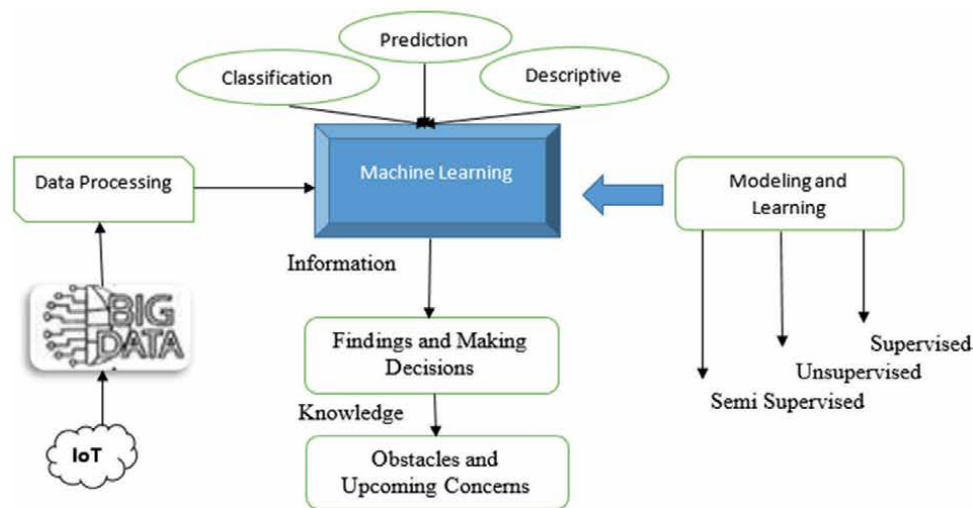 Prediction
Classification
Descriptive
Data Processing
Machine Learning
Modeling and
Learning
Information
BIG
DATA
Findings and Making
Decisions
Supervised
Unsupervised
Semi Supervised
Knowledge
IoT
Obstacles and
Upcoming Concerns